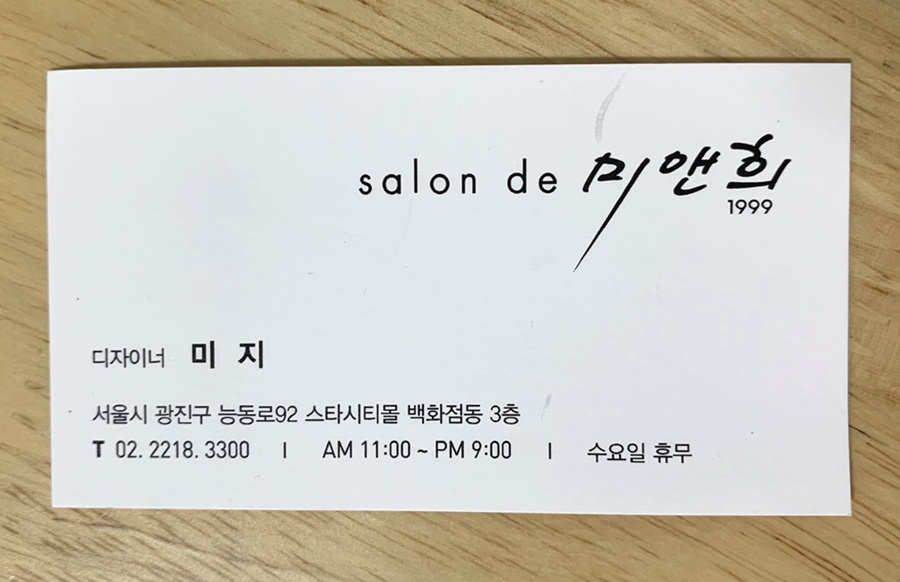 salon de 미앤희
1999
디자이너 미 지
서울시 광진구 능동로92 스타시티몰 백화점동 3층
T 02. 2218. 3300 I AM 11:00 ~ PM 9:00 I 수요일 휴무